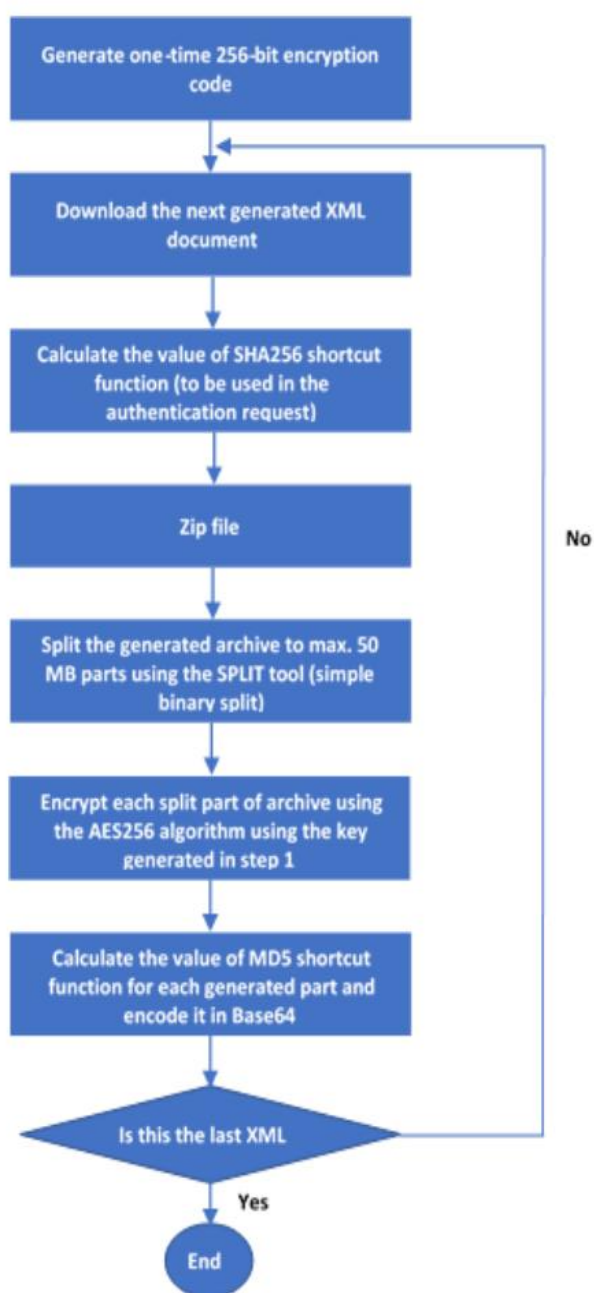 Generate one-time 256-bit encryption
code
Download the next generated XML
document
Calculate the value of SHA256 shortcut
function (to be used in the
authentication request)
Zip file
No
Split the generated archive to max. 50
MB parts using the SPLIT tool (simple
binary split)
Encrypt each split part of archive using
the AES256 algorithm using the key
generated in step 1
Calculate the value of MD5 shortcut
function for each generated part and
encode it in Base64
Is this the last XML
Yes
End